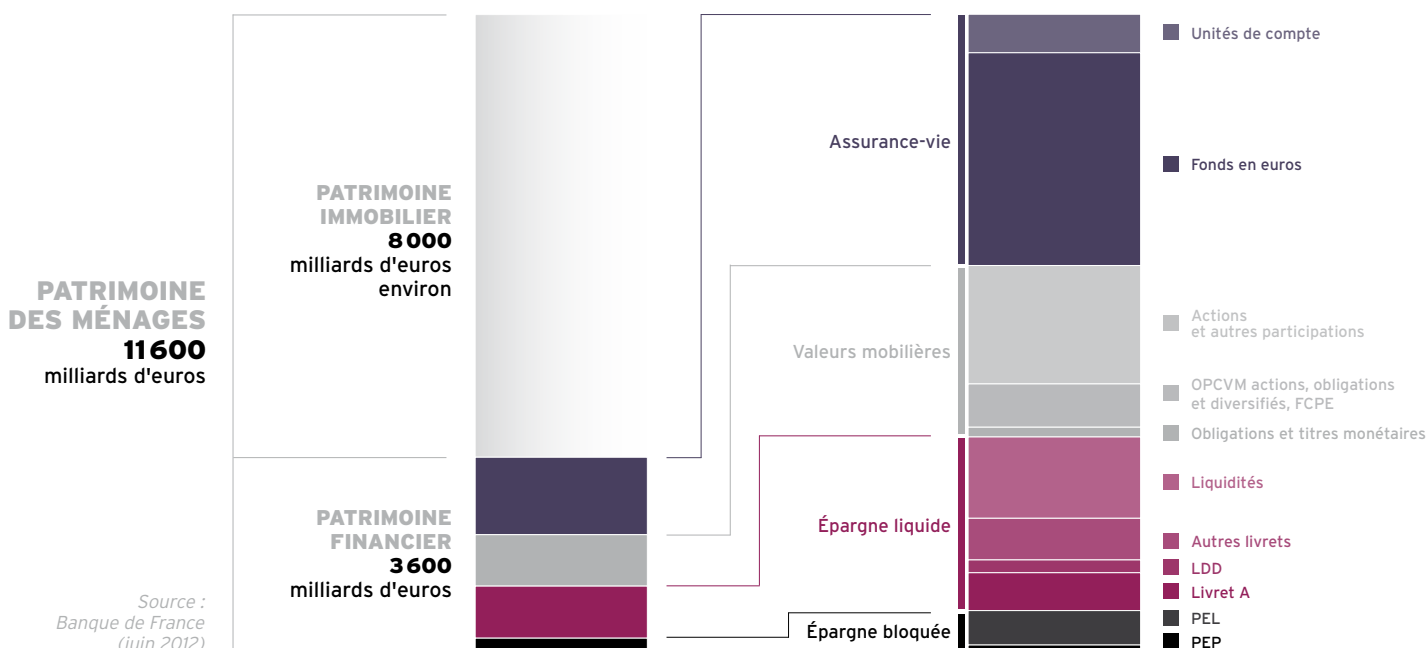 PATRIMOINE
DES MÉNAGES
11 600
milliards d'euros
Source :
Banque de France
(juin 2012)
PATRIMOINE
IMMOBILIER
8 000
milliards d'euros
environ
PATRIMOINE
FINANCIER
3 600
milliards d'euros
Assurance-vie
Valeurs mobilières
Épargne liquide
Épargne bloquée
Unités de compte
Fonds en euros
Actions
et autres participations
OPCVM actions, obligations
et diversifiés, FCPE
Obligations et titres monétaires
Liquidités
Autres livrets
LDD
Livret A
PEL
PEP